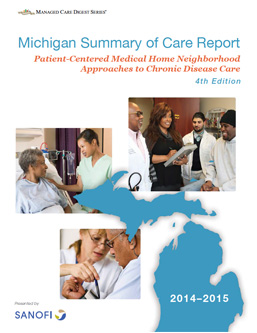 MANAGED CARE DIGEST SERIES®
Michigan Summary of Care Report
Patient-Centered Medical Home Neighborhood
Approaches to Chronic Disease Care
4th Edition
2014–2015
Presented by
SANOFI